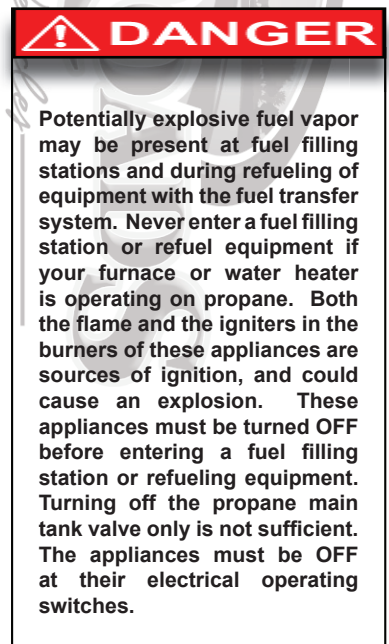 DANGER
Potentially explosive fuel vapor
may be present at fuel filling
stations and during refueling of
equipment with the fuel transfer
system. Never enter a fuel filling
station or refuel equipment if
your furnace or water heater
is operating on propane. Both
the flame and the igniters in the
burners of these appliances are
sources of ignition, and could
cause an explosion. These
appliances must be turned OFF
before entering a fuel filling
station or refueling equipment.
Turning off the propane main
tank valve only is not sufficient.
The appliances must be OFF
at their electrical operating
switches.